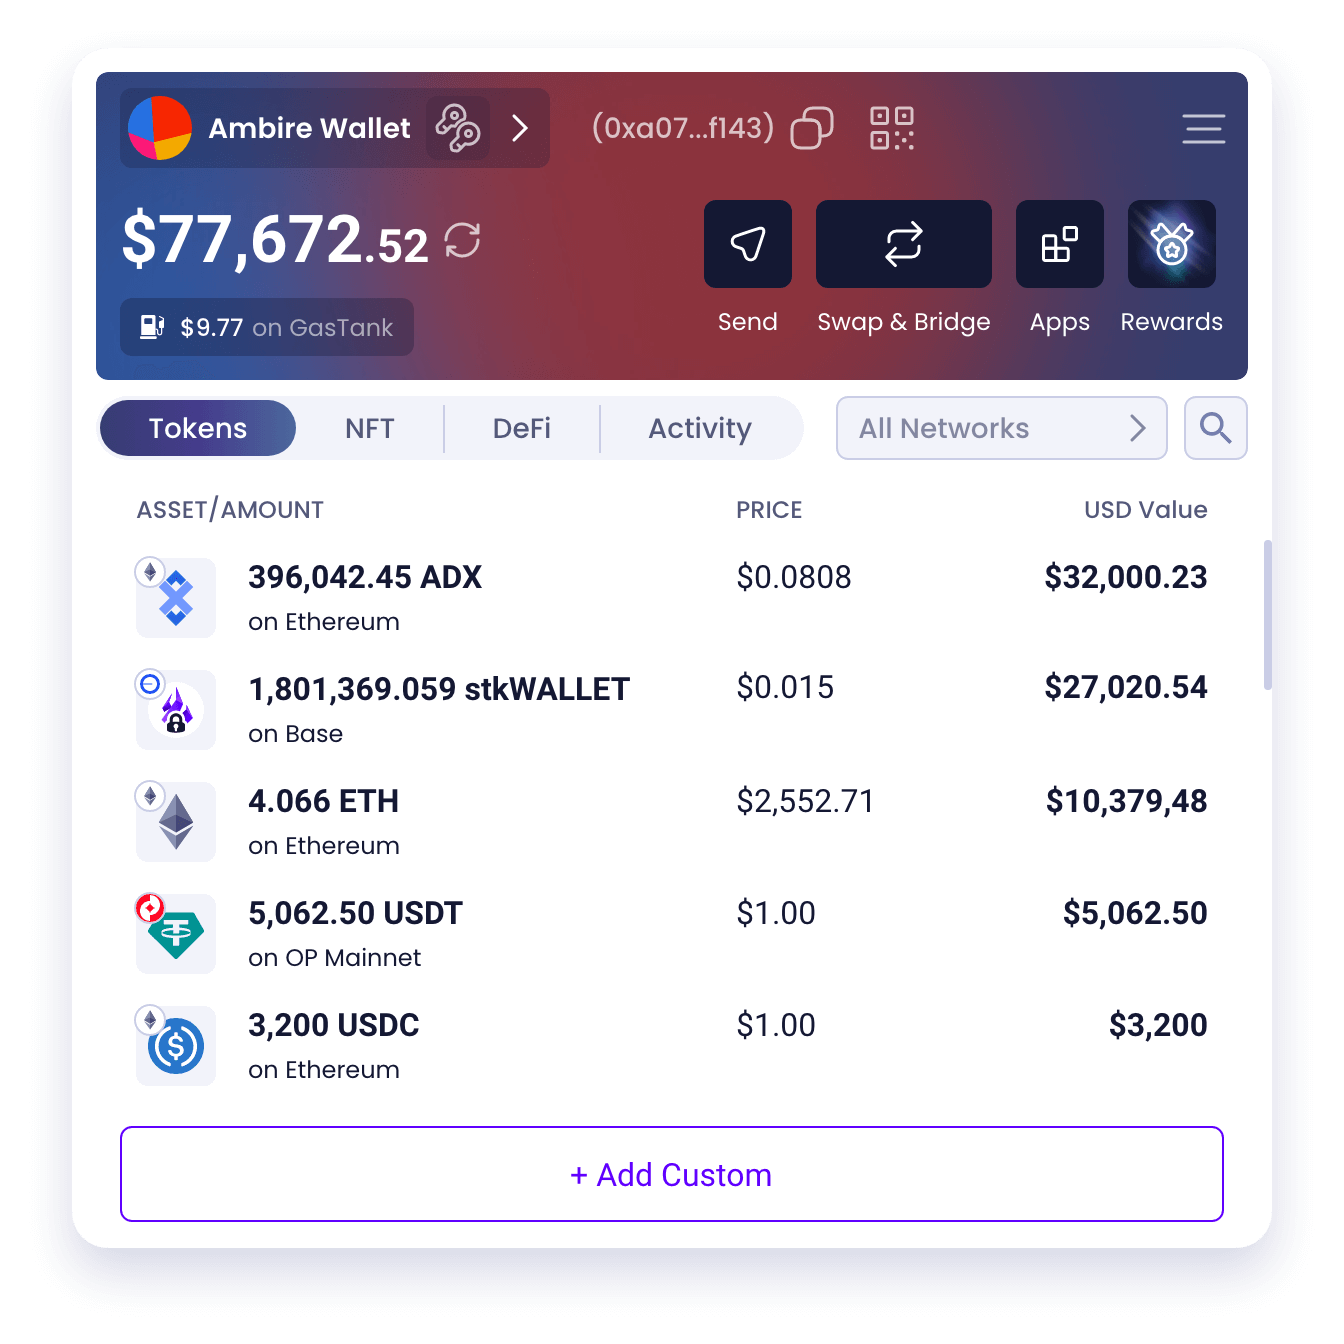 Ambire Wallet (0xa07...f143)
$77,672.52
$9.77 on GasTank
Send Swap & Bridge Apps Rewards
Tokens NFT DeFi Activity All Networks
ASSET/AMOUNT PRICE USD Value
396,042.45 ADX $0.0808 $32,000.23
on Ethereum
1,801,369.059 stkWALLET $0.015 $27,020.54
on Base
4.066 ETH $2,552.71 $10,379,48
on Ethereum
5,062.50 USDT $1.00 $5,062.50
on OP Mainnet
3,200 USDC $1.00 $3,200
on Ethereum
+ Add Custom